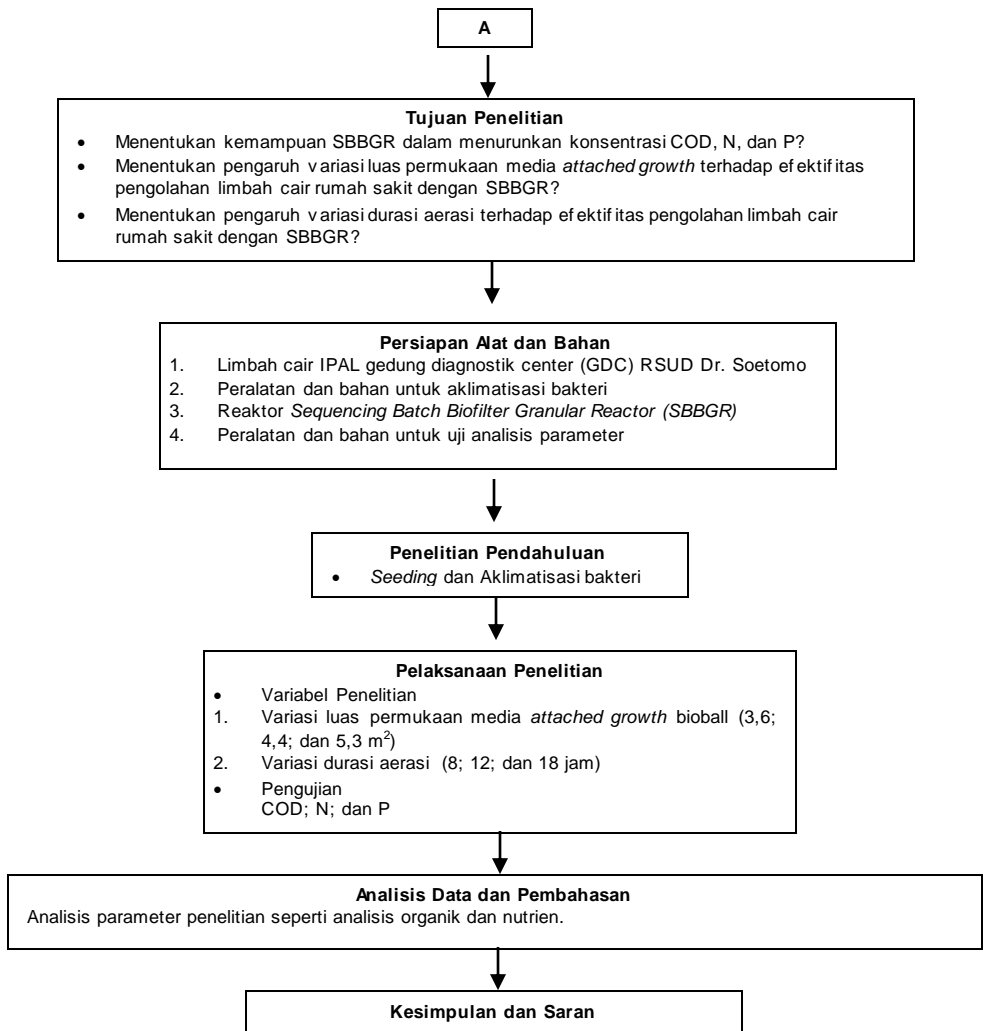 A
Tujuan Penelitian
• Menentukan kemampuan SBBGR dalam menurunkan konsentrasi COD, N, dan P?
• Menentukan pengaruh variasi luas permukaan media attached growth terhadap efektifitas
pengolahan limbah cair rumah sakit dengan SBBGR?
• Menentukan pengaruh variasi durasi aerasi terhadap efektifitas pengolahan limbah cair
rumah sakit dengan SBBGR?
Persiapan Alat dan Bahan
1. Limbah cair IPAL gedung diagnostik center (GDC) RSUD Dr. Soetomo
2. Peralatan dan bahan untuk aklimatisasi bakteri
3. Reaktor Sequencing Batch Biofilter Granular Reactor (SBBGR)
4. Peralatan dan bahan untuk uji analisis parameter
Penelitian Pendahuluan
• Seeding dan Aklimatisasi bakteri
Pelaksanaan Penelitian
• Variabel Penelitian
1. Variasi luas permukaan media attached growth bioball (3,6;
4,4; dan 5,3 m²)
2. Variasi durasi aerasi (8; 12; dan 18 jam)
• Pengujian
COD; N; dan P
Analisis Data dan Pembahasan
Analisis parameter penelitian seperti analisis organik dan nutrien.
Kesimpulan dan Saran